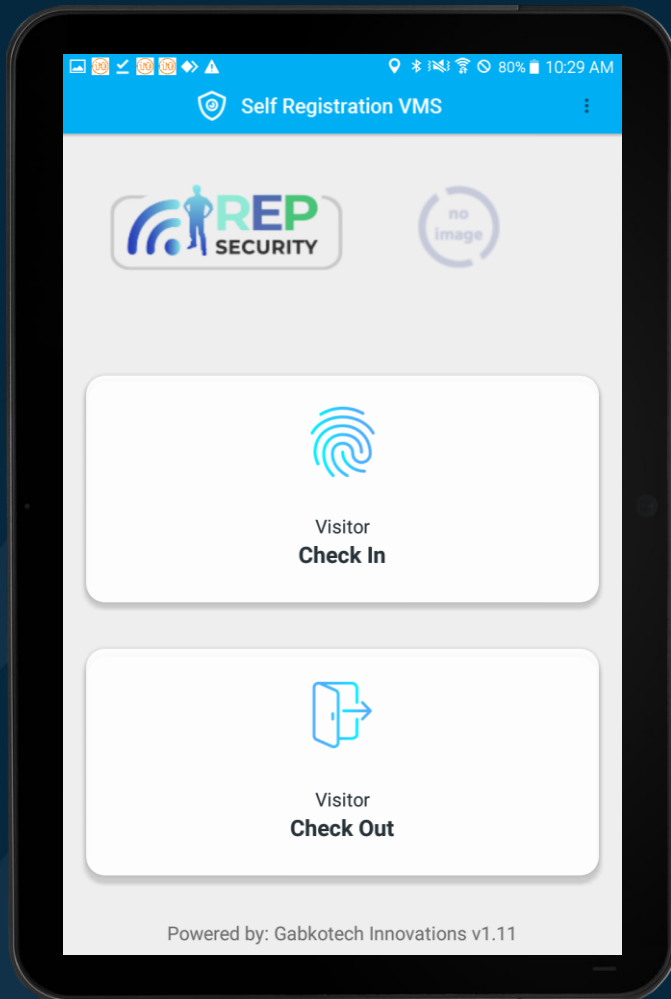 80% 10:29 AM
Self Registration VMS
REP
SECURITY
no
image
Visitor
Check In
Visitor
Check Out
Powered by: Gabkotech Innovations v1.11